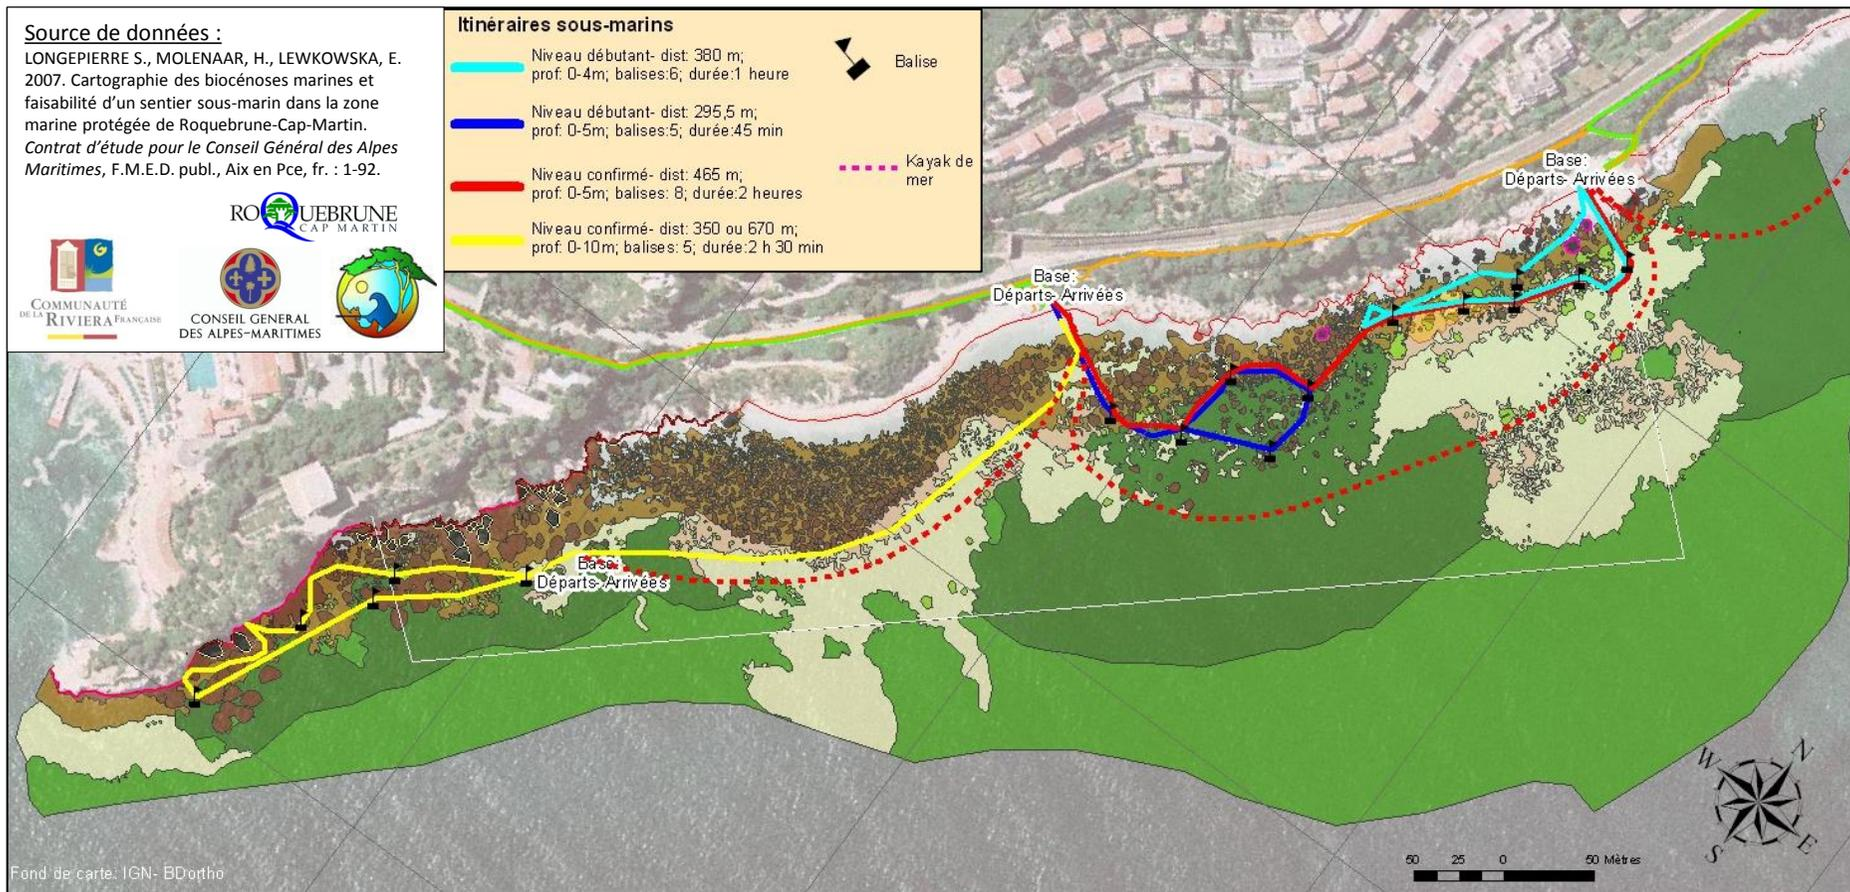 Source de données :
LONGEPIERRE S., MOLENAAR, H., LEWKOWSKA, E.
2007. Cartographie des biocénoses marines et
faisabilité d'un sentier sous-marin dans la zone
marine protégée de Roquebrune-Cap-Martin.
Contrat d'étude pour le Conseil Général des Alpes
Maritimes, F.M.E.D. publ., Aix en Pce, fr. : 1-92.
ROQUEBRUNE
CAP MARTIN
COMMUNAUTÉ
DE LA RIVIERA FRANÇAISE
CONSEIL GENERAL
DES ALPES-MARITIMES
Itinéraires sous-marins
Niveau débutant- dist: 380 m;
prof: 0-4m; balises:6; durée:1 heure
Niveau débutant- dist: 295,5 m;
prof: 0-5m; balises:5; durée:45 min
Niveau confirmé- dist: 465 m;
prof: 0-5m; balises: 8; durée:2 heures
Niveau confirmé- dist: 350 ou 670 m;
prof: 0-10m; balises: 5; durée:2 h 30 min
Balise
Kayak de
mer
Base:
Départs-Arrivées
Base:
Départs-Arrivées
Base:
Départs-Arrivées
N
W
E
S
50 25 0 50 Mètres
Fond de carte: IGN- BDortho